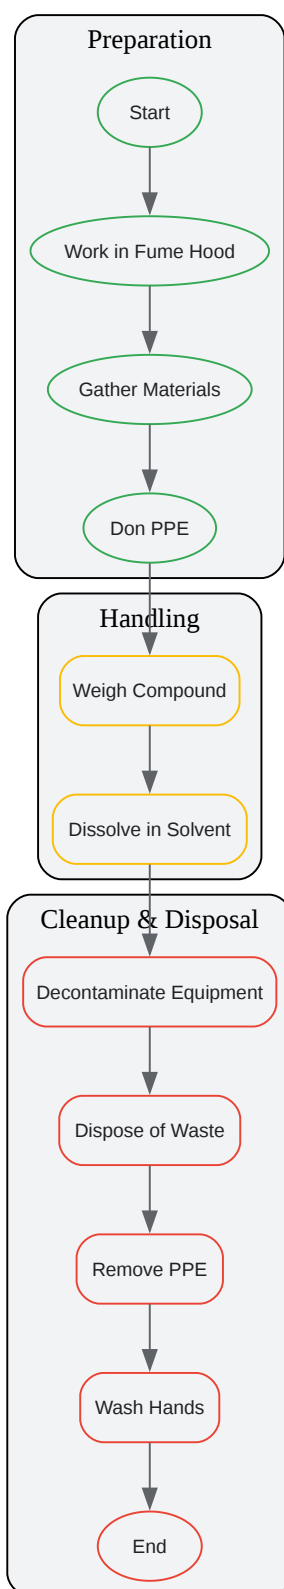 Preparation
Start
Work in Fume Hood
Gather Materials
Don PPE
Handling
Weigh Compound
Dissolve in Solvent
Cleanup & Disposal
Decontaminate Equipment
Dispose of Waste
Remove PPE
Wash Hands
End